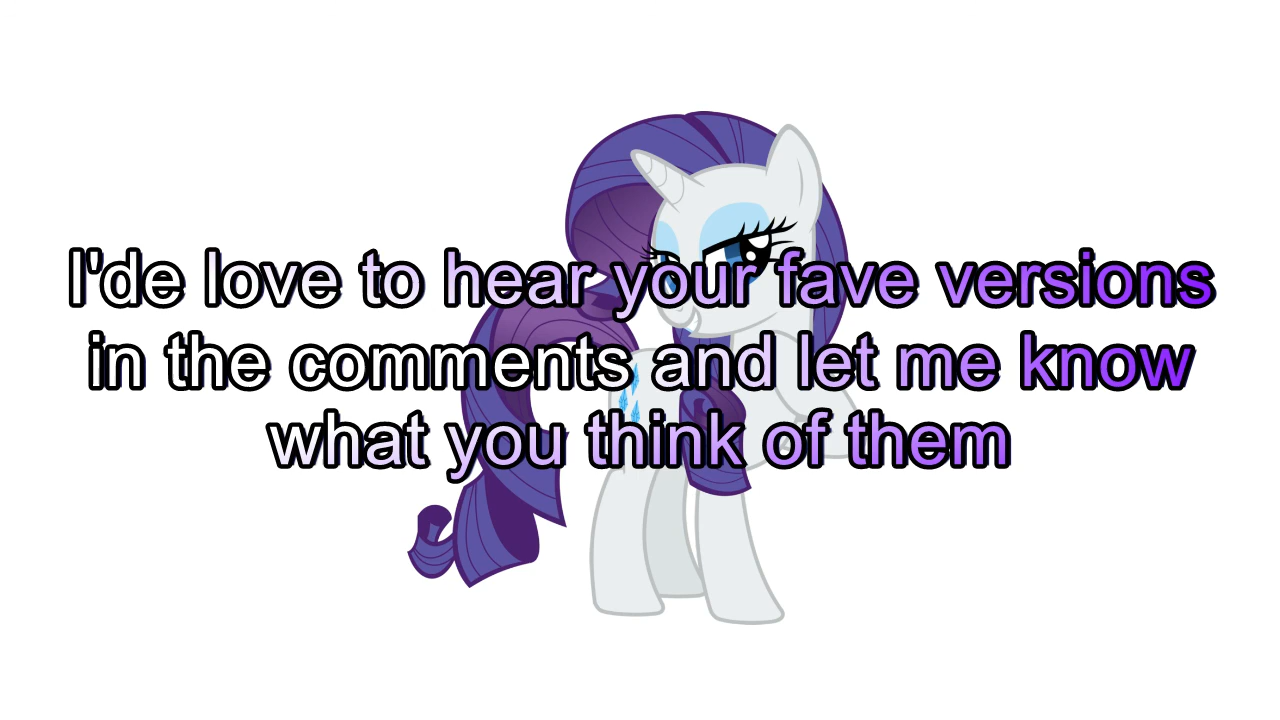 I'de love to hear your fave versions
in the comments and let me know
what you think of them